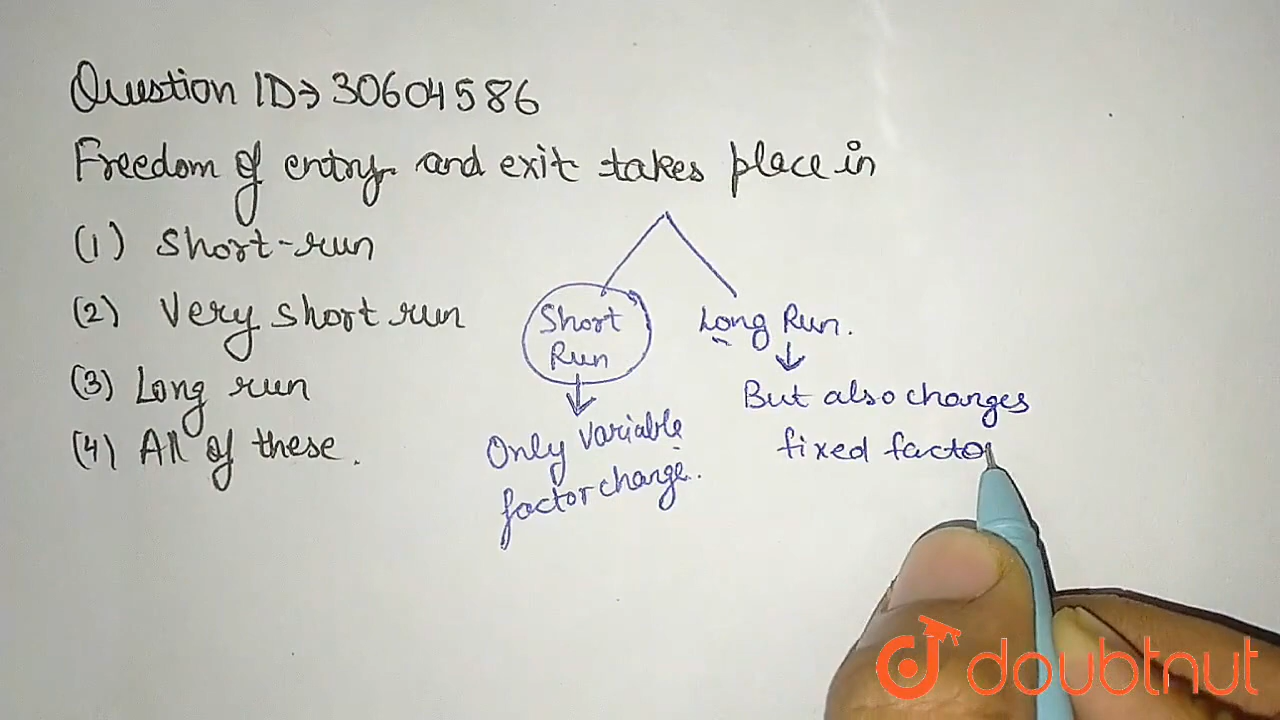 Question ID→ 30604586
Freedom of entry and exit takes place in
(1) Short-run
(2) Very short run
(3) Long run
(4) All of these.
Short
Run
Only variable
factor change.
Long Run.
But also changes
fixed facto
doubtnut